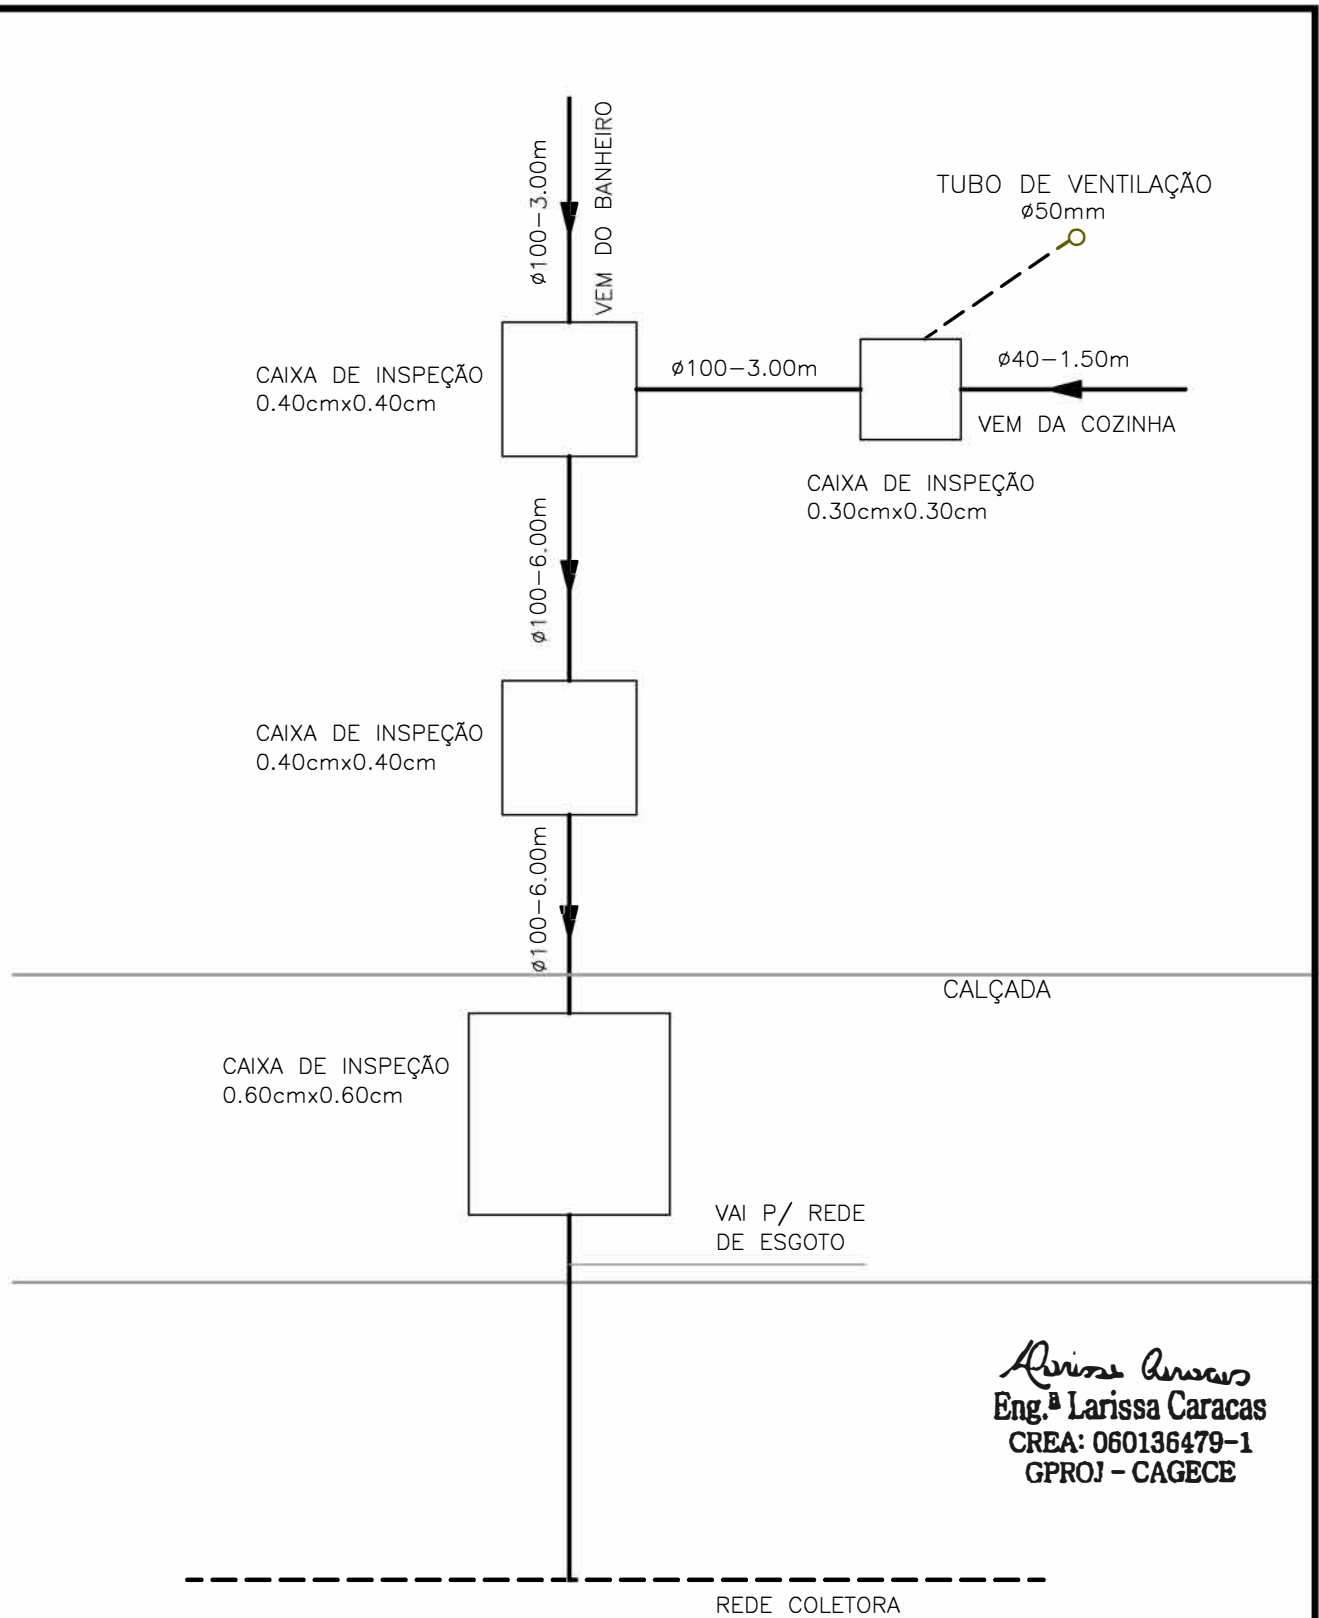 Ø100-3.00m
VEM DO BANHEIRO
TUBO DE VENTILAÇÃO
Ø50mm
CAIXA DE INSPEÇÃO
0.40cmx0.40cm
Ø100-3.00m
Ø40-1.50m
VEM DA COZINHA
CAIXA DE INSPEÇÃO
0.30cmx0.30cm
Ø100-6.00m
CAIXA DE INSPEÇÃO
0.40cmx0.40cm
Ø100-6.00m
CALÇADA
CAIXA DE INSPEÇÃO
0.60cmx0.60cm
VAI P/ REDE
DE ESGOTO
Larissa Caracas
Eng.ª Larissa Caracas
CREA: 060136479-1
GPROJ - CAGECE
REDE COLETORA